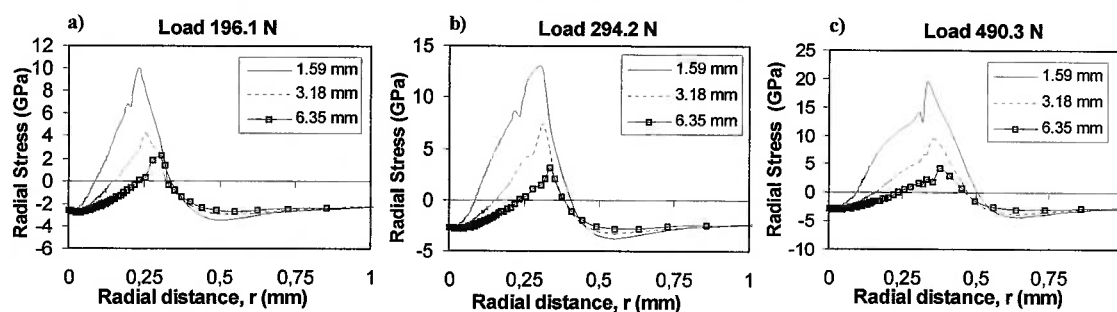 a)
Load 196.1 N
Radial Stress (GPa)
12
10
8
6
4
2
0
-2
-4
-6
1.59 mm
3.18 mm
6.35 mm
0
0,25
0,5
0,75
1
Radial distance, r (mm)
b)
Load 294.2 N
Radial Stress (GPa)
15
10
5
0
-5
1.59 mm
3.18 mm
6.35 mm
0
0,25
0,5
0,75
1
Radial distance, r (mm)
c)
Load 490.3 N
Radial Stress (GPa)
25
20
15
10
5
0
-5
-10
1.59 mm
3.18 mm
6.35 mm
0
0,25
0,5
0,75
1
Radial distance, r (mm)